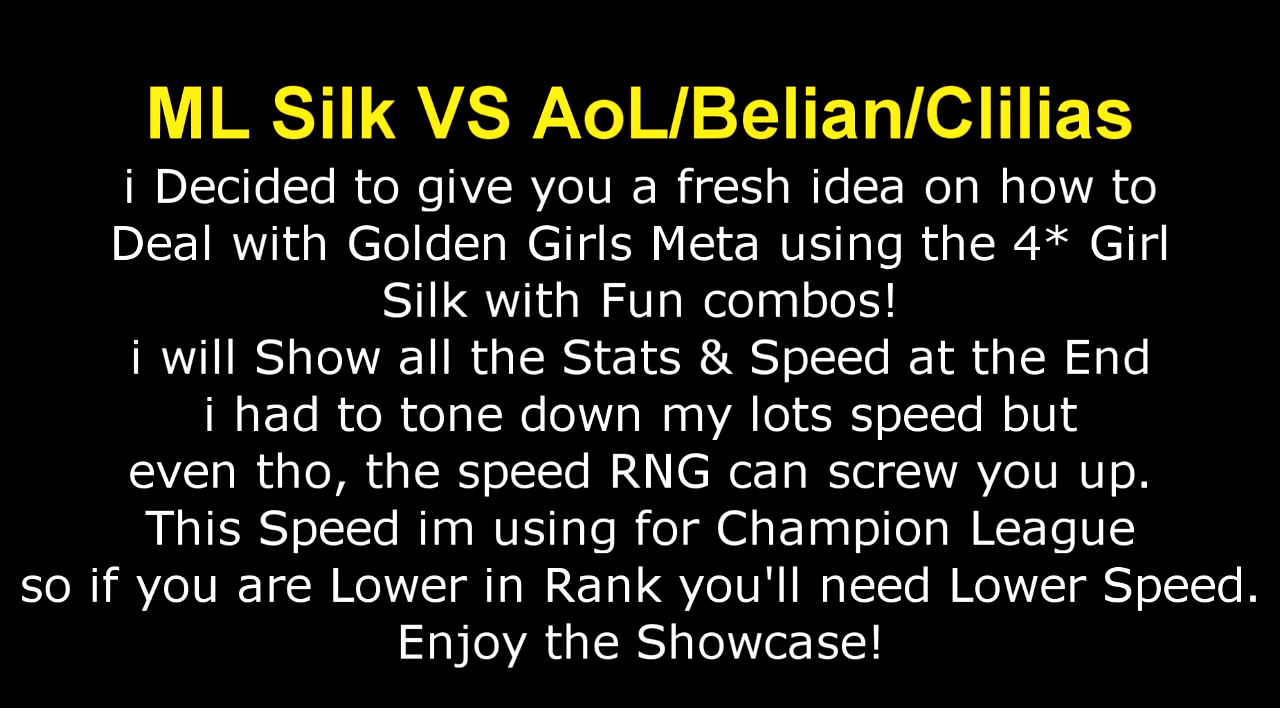 ML Silk VS AoL/Belian/Clilias
i Decided to give you a fresh idea on how to
Deal with Golden Girls Meta using the 4* Girl
Silk with Fun combos!
i will Show all the Stats & Speed at the End
i had to tone down my lots speed but
even tho, the speed RNG can screw you up.
This Speed im using for Champion League
so if you are Lower in Rank you'll need Lower Speed.
Enjoy the Showcase!